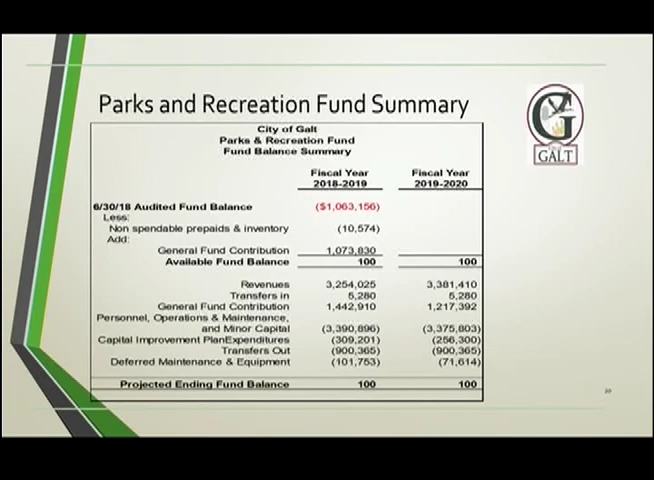 Parks and Recreation Fund Summary
GALT
City of Galt
Parks & Recreation Fund
Fund Balance Summary
Fiscal Year Fiscal Year
2018-2019 2019-2020
6/30/18 Audited Fund Balance ($1,063,156)
Less:
Non spendable prepaids & inventory (10,574)
Add:
General Fund Contribution 1,073,830
Available Fund Balance 100 100
Revenues 3,254,025 3,381,410
Transfers in 5,280 5,280
General Fund Contribution 1,442,910 1,217,392
Personnel, Operations & Maintenance,
and Minor Capital (3,390,896) (3,375,803)
Capital Improvement PlanExpenditures (309,201) (256,300)
Transfers Out (900,365) (900,365)
Deferred Maintenance & Equipment (101,753) (71,614)
Projected Ending Fund Balance 100 100